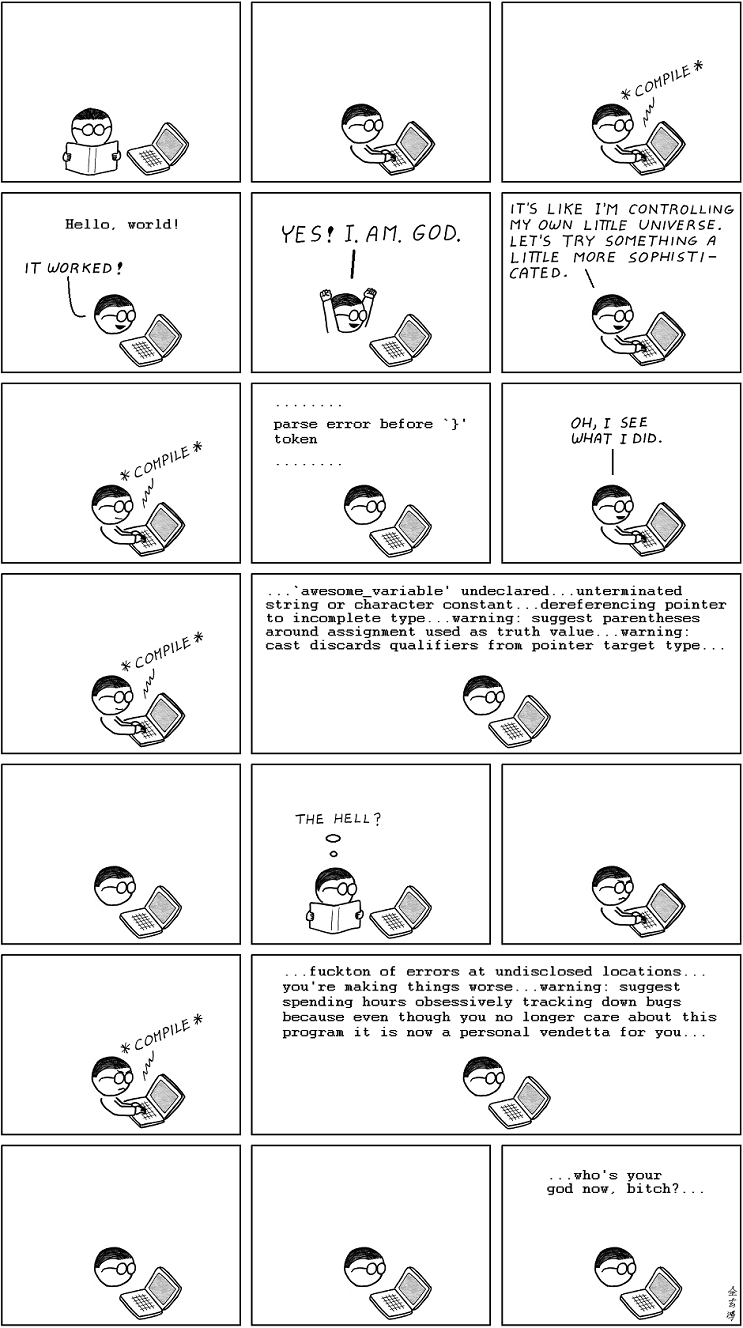 *COMPILE*
Hello, world!
IT WORKED!
YES! I. AM. GOD.
IT'S LIKE I'M CONTROLLING
MY OWN LITTLE UNIVERSE.
LET'S TRY SOMETHING A
LITTLE MORE SOPHISTI-
CATED.
*COMPILE*
........
parse error before `}'
token
........
OH, I SEE
WHAT I DID.
*COMPILE*
...`awesome_variable' undeclared...unterminated
string or character constant...dereferencing pointer
to incomplete type...warning: suggest parentheses
around assignment used as truth value...warning:
cast discards qualifiers from pointer target type...
THE HELL?
*COMPILE*
...fuckton of errors at undisclosed locations...
you're making things worse...warning: suggest
spending hours obsessively tracking down bugs
because even though you no longer care about this
program it is now a personal vendetta for you...
...who's your
god now, bitch?...